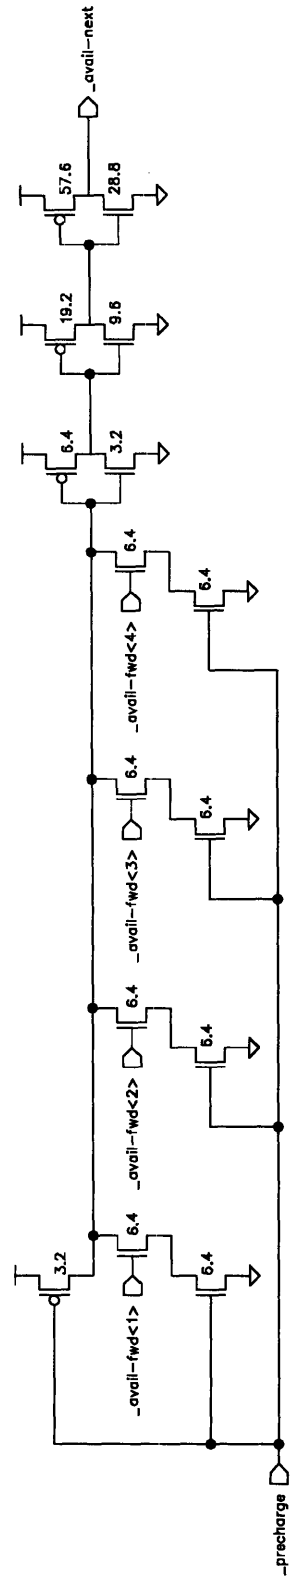 3.2
6.4
19.2
57.6
_avail-next
3.2
9.6
28.8
_avail-fwd<1>
6.4
_avail-fwd<2>
6.4
_avail-fwd<3>
6.4
_avail-fwd<4>
6.4
6.4
6.4
6.4
6.4
_precharge